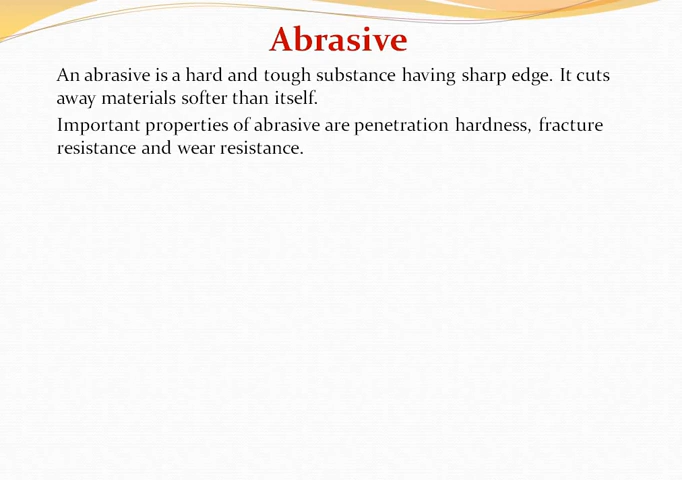 Abrasive
An abrasive is a hard and tough substance having sharp edge. It cuts
away materials softer than itself.
Important properties of abrasive are penetration hardness, fracture
resistance and wear resistance.